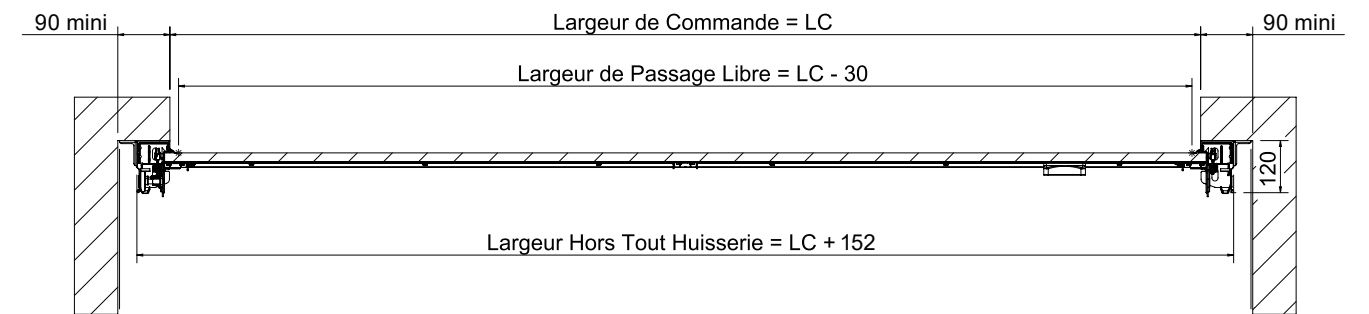 90 mini
Largeur de Commande = LC
90 mini
Largeur de Passage Libre = LC - 30
120
Largeur Hors Tout Huisserie = LC + 152